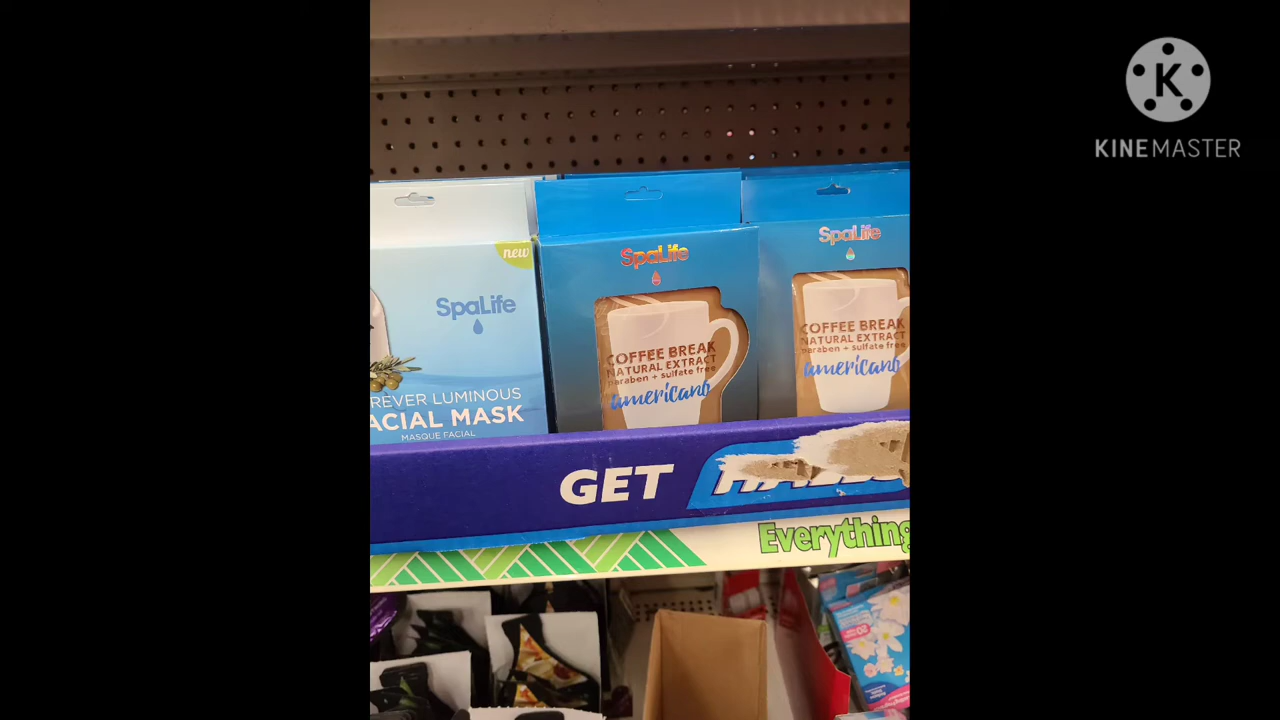 KINEMASTER
new
SpaLife
REVER LUMINOUS
ACIAL MASK
MASQUE FACIAL
SpaLife
COFFEE BREAK
NATURAL EXTRACT
paraben + sulfate free
americano
SpaLife
COFFEE BREAK
NATURAL EXTRACT
paraben + sulfate free
americano
GET
Everything
20